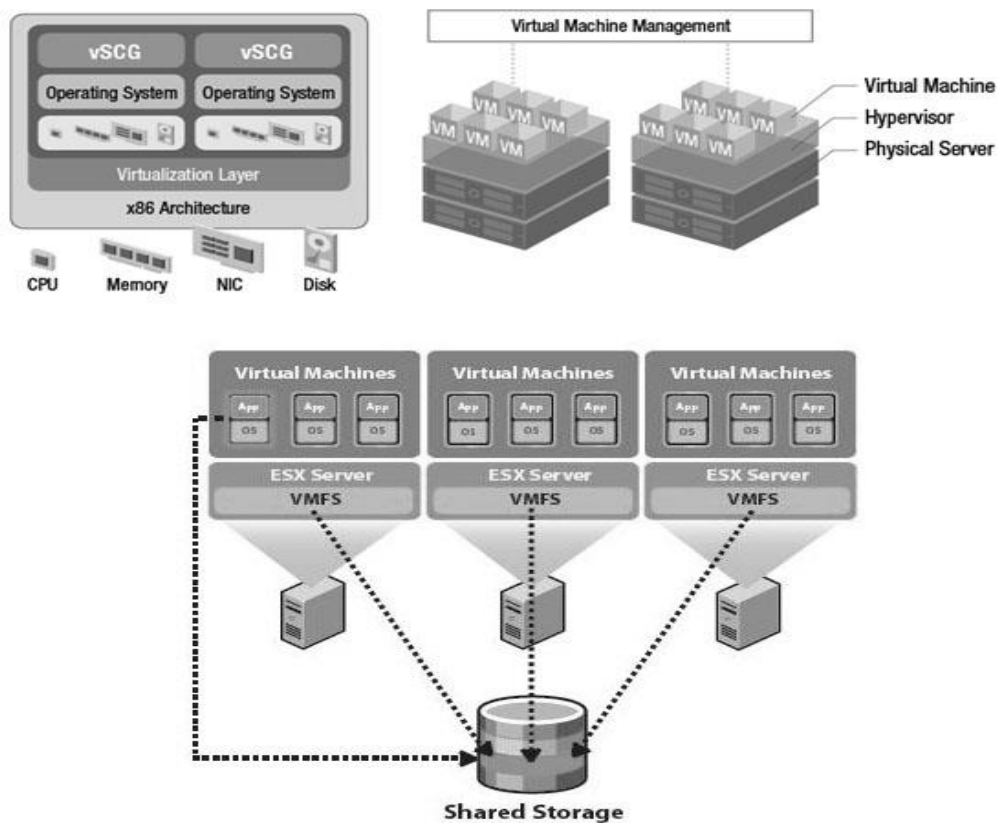 vSCG vSCG
Operating System Operating System
Virtualization Layer
x86 Architecture
CPU Memory NIC Disk
Virtual Machine Management
VM VM VM VM VM VM
VM VM VM VM VM VM
Virtual Machine
Hypervisor
Physical Server
Virtual Machines Virtual Machines Virtual Machines
App App App App App App App App App
OS OS OS OS OS OS OS OS OS
ESX Server ESX Server ESX Server
VMFS VMFS VMFS
Shared Storage